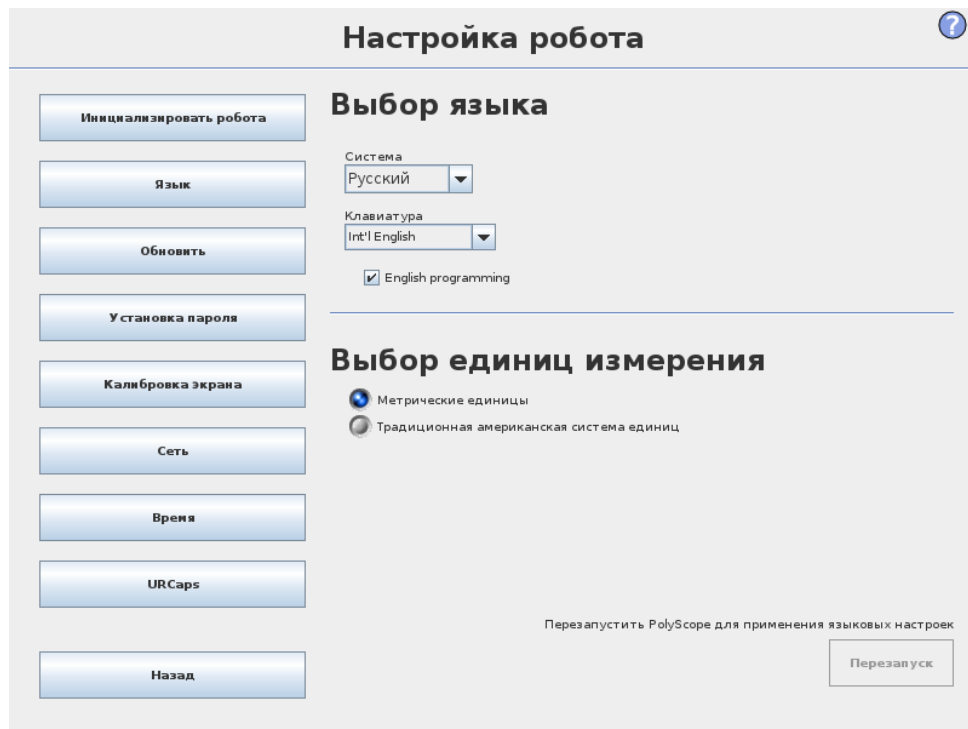 Настройка робота
?
Инициализировать робота
Язык
Обновить
Установка пароля
Калибровка экрана
Сеть
Время
URCaps
Назад
Выбор языка
Система
Русский
Клавиатура
Int'l English
English programming
Выбор единиц измерения
Метрические единицы
Традиционная американская система единиц
Перезапустить PolyScope для применения языковых настроек
Перезапуск